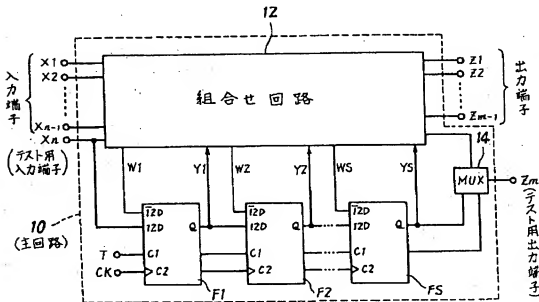 12
X1
X2
Xn-1
Xn
入力端子
(テスト用入力端子)
組合せ回路
Z1
Z2
Zm-1
出力端子
14
MUX
Zm
(テスト用出力端子)
W1
Y1
W2
Y2
WS
YS
10
(主回路)
T
CK
1̅2D
12D
Q
C1
C2
F1
1̅2D
12D
Q
C1
C2
F2
1̅2D
12D
Q
C1
C2
FS